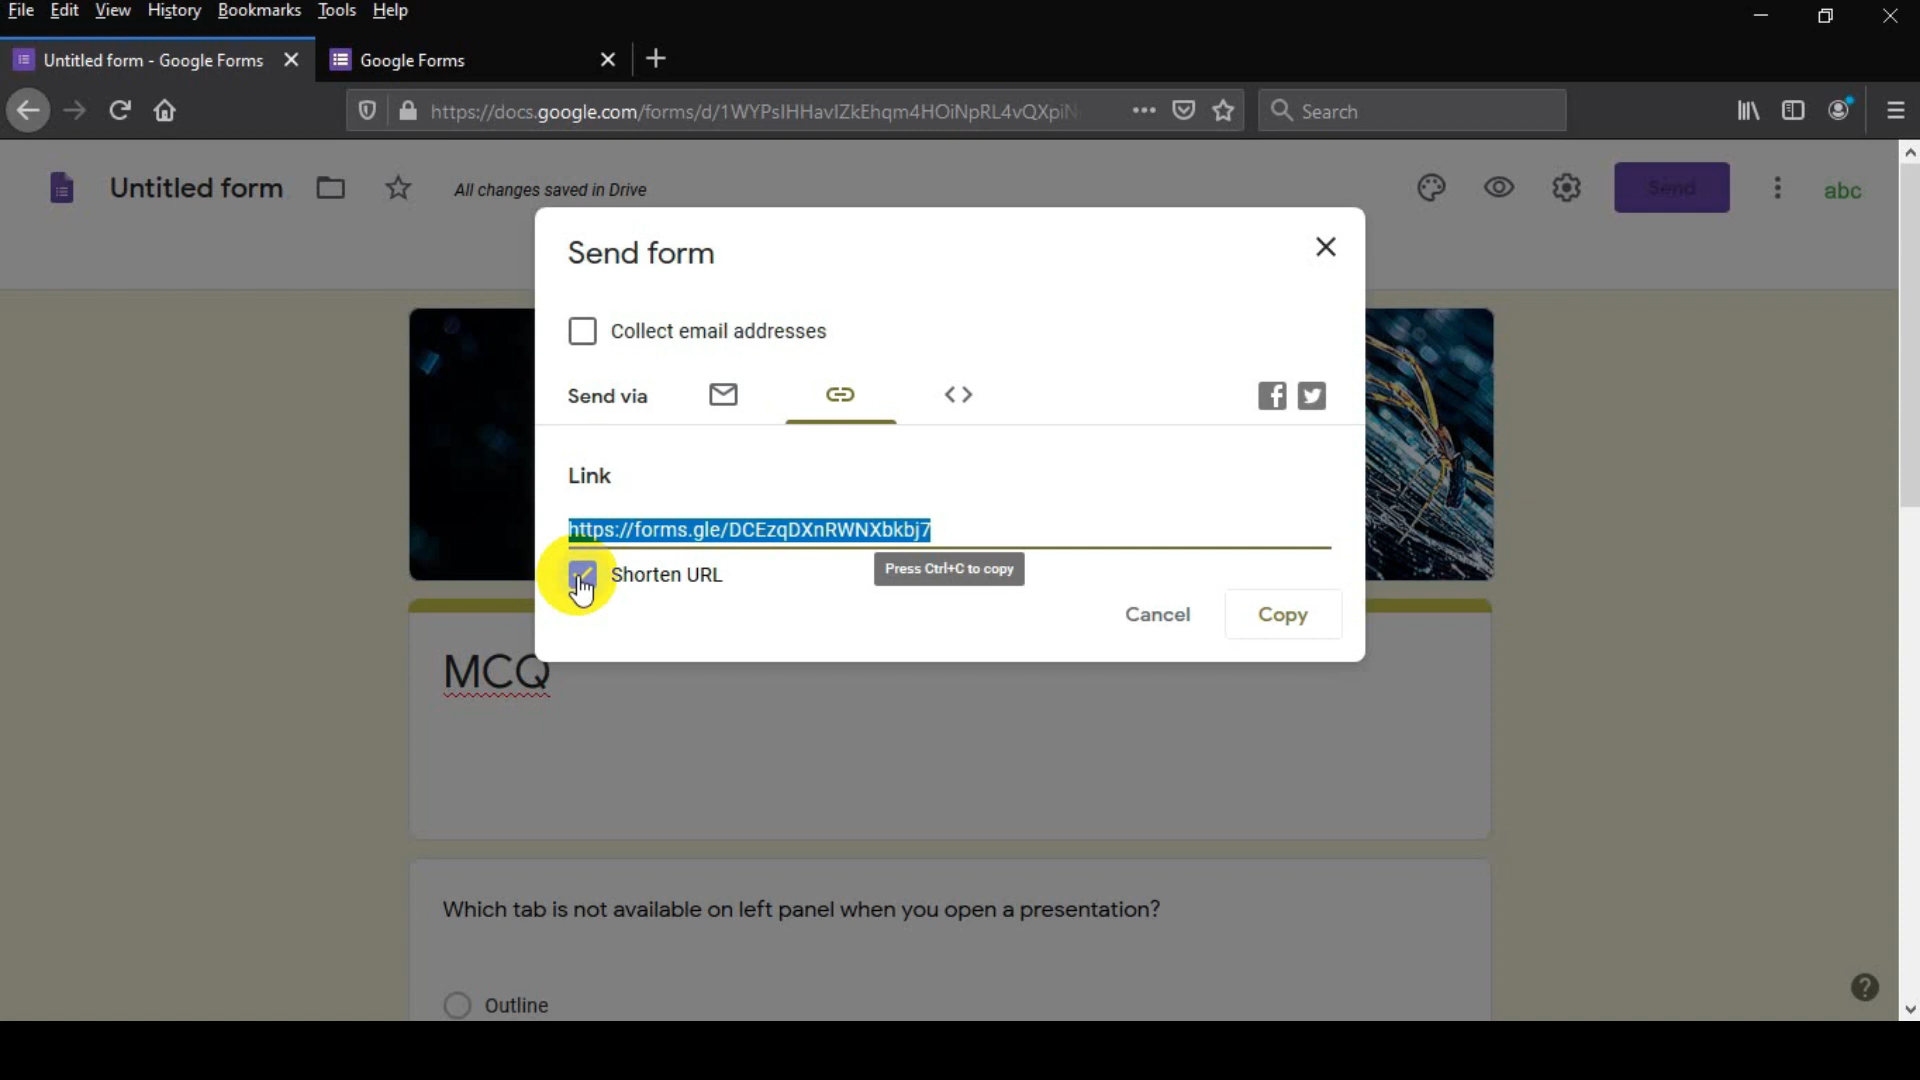 File Edit View History Bookmarks Tools Help
Untitled form - Google Forms
Google Forms
https://docs.google.com/forms/d/1WYPsIHHavIZkEhqm4HOiNpRL4vQXpiN
Search
Untitled form
All changes saved in Drive
Send
abc
Send form
Collect email addresses
Send via
Link
https://forms.gle/DCEzqDXnRWNXbkbj7
Shorten URL
Press Ctrl+C to copy
Cancel
Copy
MCQ
Which tab is not available on left panel when you open a presentation?
Outline